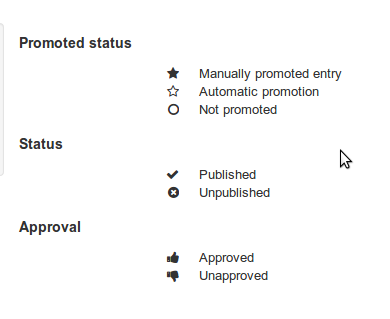 Promoted status
Manually promoted entry
Automatic promotion
Not promoted
Status
Published
Unpublished
Approval
Approved
Unapproved